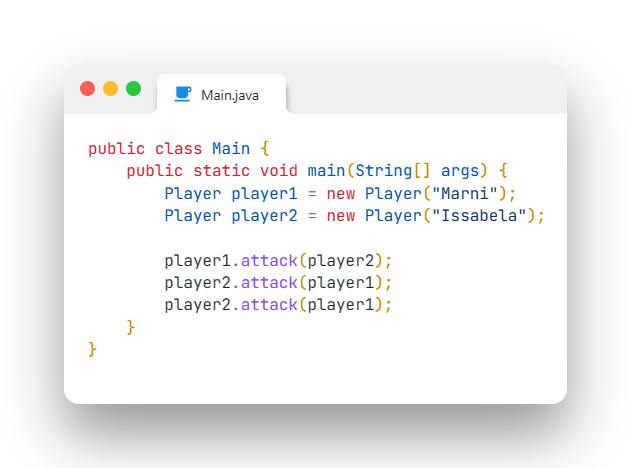 Main.java
public class Main {
    public static void main(String[] args) {
        Player player1 = new Player("Marni");
        Player player2 = new Player("Issabela");

        player1.attack(player2);
        player2.attack(player1);
        player2.attack(player1);
    }
}